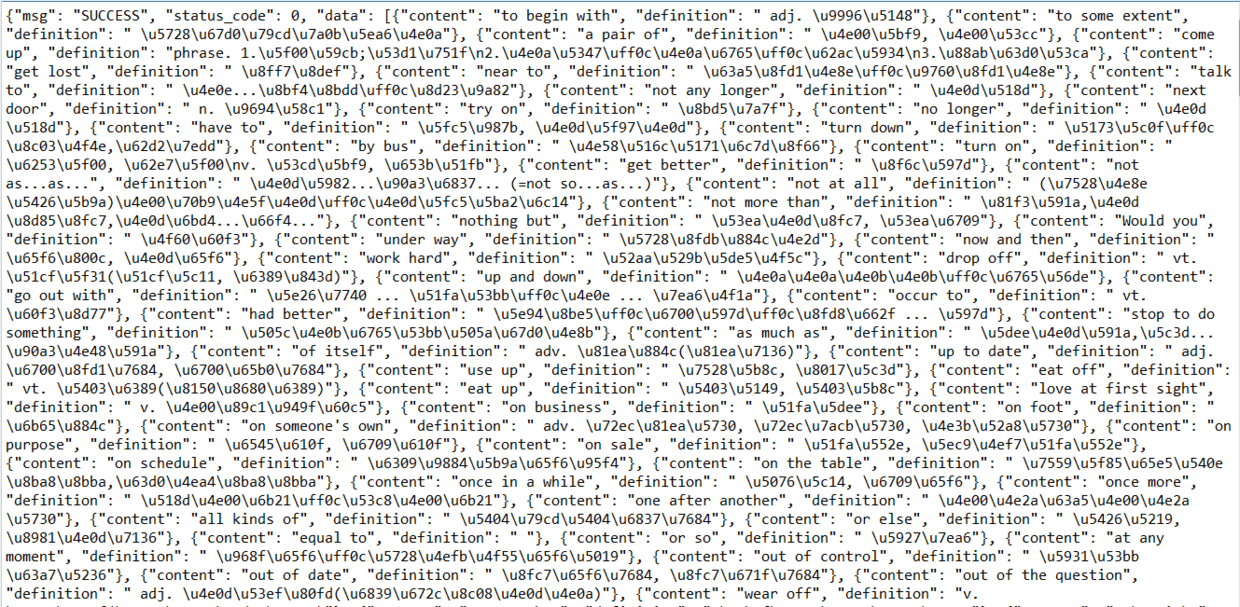 {"msg": "SUCCESS", "status_code": 0, "data": [{"content": "to begin with", "definition": " adj. \u9996\u5148"}, {"content": "to some extent",
"definition": " \u5728\u67d0\u79cd\u7a0b\u5ea6\u4e0a"}, {"content": "a pair of", "definition": " \u4e00\u5bf9, \u4e00\u53cc"}, {"content": "come
up", "definition": "phrase. 1.\u5f00\u59cb;\u53d1\u751f\n2.\u4e0a\u5347\uff0c\u4e0a\u6765\uff0c\u62ac\u5934\n3.\u88ab\u63d0\u53ca"}, {"content":
"get lost", "definition": " \u8ff7\u8def"}, {"content": "near to", "definition": " \u63a5\u8fd1\u4e8e\uff0c\u9760\u8fd1\u4e8e"}, {"content": "talk
to", "definition": " \u4e0e...\u8bf4\u8bdd\uff0c\u8d23\u9a82"}, {"content": "not any longer", "definition": " \u4e0d\u518d"}, {"content": "next
door", "definition": " n. \u9694\u58c1"}, {"content": "try on", "definition": " \u8bd5\u7a7f"}, {"content": "no longer", "definition": " \u4e0d
\u518d"}, {"content": "have to", "definition": " \u5fc5\u987b, \u4e0d\u5f97\u4e0d"}, {"content": "turn down", "definition": " \u5173\u5c0f\uff0c
\u8c03\u4f4e,\u62d2\u7edd"}, {"content": "by bus", "definition": " \u4e58\u516c\u5171\u6c7d\u8f66"}, {"content": "turn on", "definition": "
\u6253\u5f00, \u62e7\u5f00\nv. \u53cd\u5bf9, \u653b\u51fb"}, {"content": "get better", "definition": " \u8f6c\u597d"}, {"content": "not
as...as...", "definition": " \u4e0d\u5982...\u90a3\u6837... (=not so...as...)"}, {"content": "not at all", "definition": " (\u7528\u4e8e
\u5426\u5b9a)\u4e00\u70b9\u4e5f\u4e0d\uff0c\u4e0d\u5fc5\u5ba2\u6c14"}, {"content": "not more than", "definition": " \u81f3\u591a,\u4e0d
\u8d85\u8fc7,\u4e0d\u6bd4...\u66f4..."}, {"content": "nothing but", "definition": " \u53ea\u4e0d\u8fc7, \u53ea\u6709"}, {"content": "Would you",
"definition": " \u4f60\u60f3"}, {"content": "under way", "definition": " \u5728\u8fdb\u884c\u4e2d"}, {"content": "now and then", "definition": "
\u65f6\u800c, \u4e0d\u65f6"}, {"content": "work hard", "definition": " \u52aa\u529b\u5de5\u4f5c"}, {"content": "drop off", "definition": " vt.
\u51cf\u5f31(\u51cf\u5c11, \u6389\u843d)"}, {"content": "up and down", "definition": " \u4e0a\u4e0a\u4e0b\u4e0b\uff0c\u6765\u56de"}, {"content":
"go out with", "definition": " \u5e26\u7740 ... \u51fa\u53bb\uff0c\u4e0e ... \u7ea6\u4f1a"}, {"content": "occur to", "definition": " vt.
\u60f3\u8d77"}, {"content": "had better", "definition": " \u5e94\u8be5\uff0c\u6700\u597d\uff0c\u8fd8\u662f ... \u597d"}, {"content": "stop to do
something", "definition": " \u505c\u4e0b\u6765\u53bb\u505a\u67d0\u4e8b"}, {"content": "as much as", "definition": " \u5dee\u4e0d\u591a,\u5c3d...
\u90a3\u4e48\u591a"}, {"content": "of itself", "definition": " adv. \u81ea\u884c(\u81ea\u7136)"}, {"content": "up to date", "definition": " adj.
\u6700\u8fd1\u7684, \u6700\u65b0\u7684"}, {"content": "use up", "definition": " \u7528\u5b8c, \u8017\u5c3d"}, {"content": "eat off", "definition":
" vt. \u5403\u6389(\u8150\u8680\u6389)"}, {"content": "eat up", "definition": " \u5403\u5149, \u5403\u5b8c"}, {"content": "love at first sight",
"definition": " v. \u4e00\u89c1\u949f\u60c5"}, {"content": "on business", "definition": " \u51fa\u5dee"}, {"content": "on foot", "definition": "
\u6b65\u884c"}, {"content": "on someone's own", "definition": " adv. \u72ec\u81ea\u5730, \u72ec\u7acb\u5730, \u4e3b\u52a8\u5730"}, {"content": "on
purpose", "definition": " \u6545\u610f, \u6709\u610f"}, {"content": "on sale", "definition": " \u51fa\u552e, \u5ec9\u4ef7\u51fa\u552e"},
{"content": "on schedule", "definition": " \u6309\u9884\u5b9a\u65f6\u95f4"}, {"content": "on the table", "definition": " \u7559\u5f85\u65e5\u540e
\u8ba8\u8bba,\u63d0\u4ea4\u8ba8\u8bba"}, {"content": "once in a while", "definition": " \u5076\u5c14, \u6709\u65f6"}, {"content": "once more",
"definition": " \u518d\u4e00\u6b21\uff0c\u53c8\u4e00\u6b21"}, {"content": "one after another", "definition": " \u4e00\u4e2a\u63a5\u4e00\u4e2a
\u5730"}, {"content": "all kinds of", "definition": " \u5404\u79cd\u5404\u6837\u7684"}, {"content": "or else", "definition": " \u5426\u5219,
\u8981\u4e0d\u7136"}, {"content": "equal to", "definition": " "}, {"content": "or so", "definition": " \u5927\u7ea6"}, {"content": "at any
moment", "definition": " \u968f\u65f6\uff0c\u5728\u4efb\u4f55\u65f6\u5019"}, {"content": "out of control", "definition": " \u5931\u53bb
\u63a7\u5236"}, {"content": "out of date", "definition": " \u8fc7\u65f6\u7684, \u8fc7\u671f\u7684"}, {"content": "out of the question",
"definition": " adj. \u4e0d\u53ef\u80fd(\u6839\u672c\u8c08\u4e0d\u4e0a)"}, {"content": "wear off", "definition": "v.